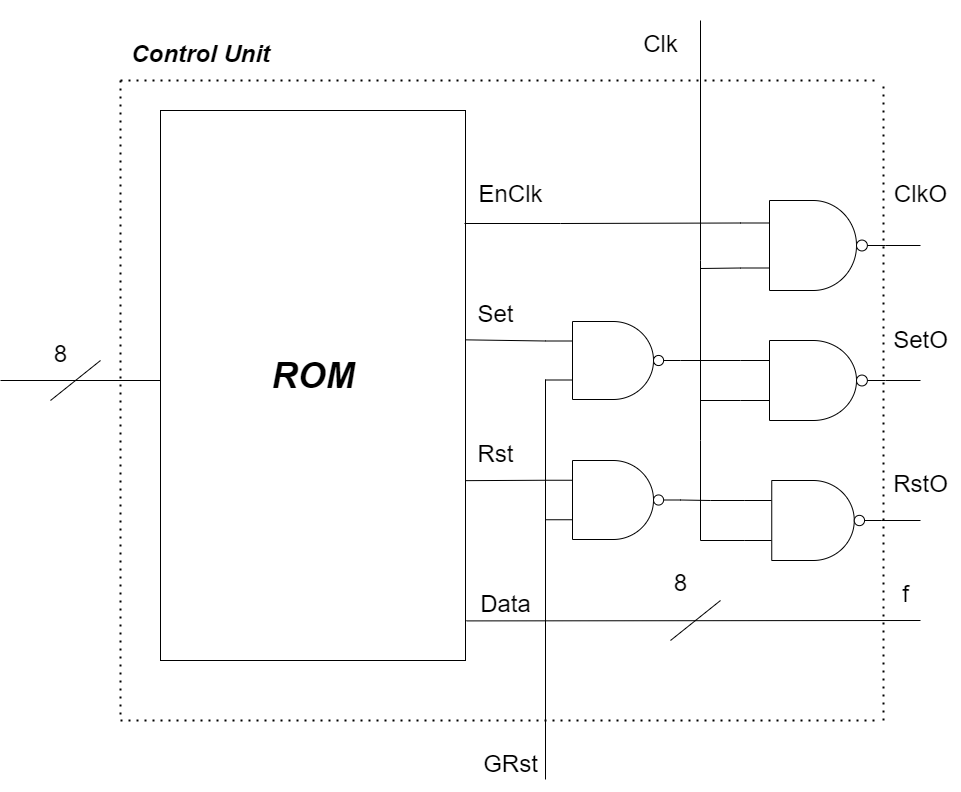 Clk
Control Unit
EnClk
ClkO
Set
SetO
8
ROM
Rst
RstO
8
Data
f
GRst